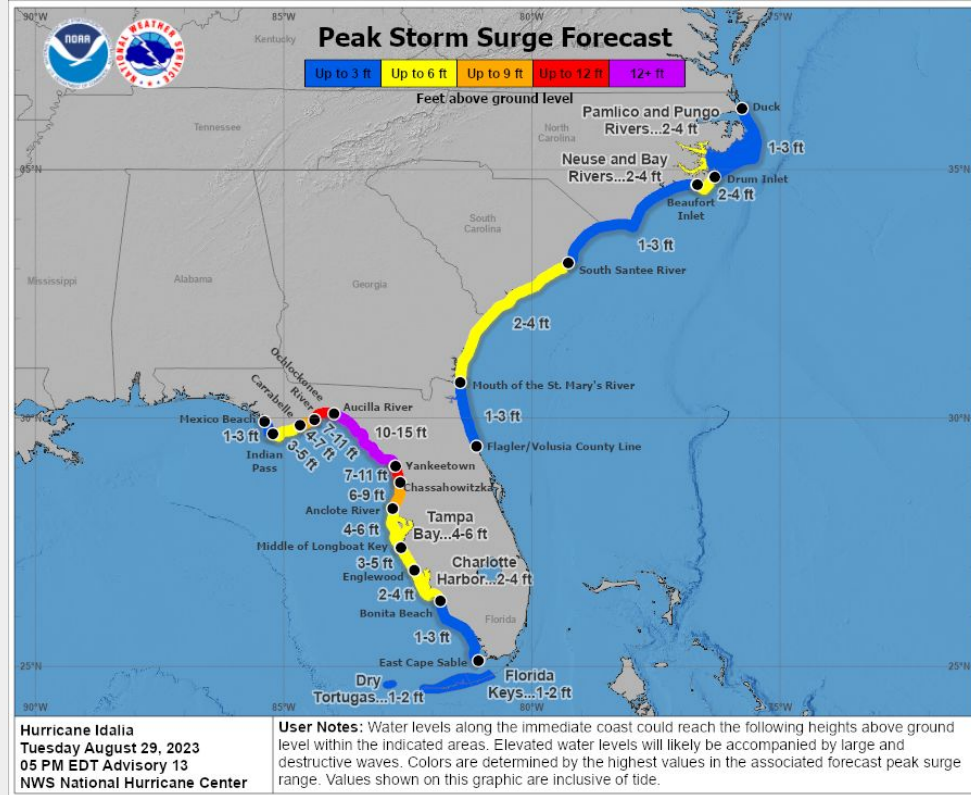 90°W
85°W
80°W
75°W
NOAA
NATIONAL WEATHER SERVICE
Kentucky
Peak Storm Surge Forecast
Up to 3 ft
Up to 6 ft
Up to 9 ft
Up to 12 ft
12+ ft
Feet above ground level
Duck
Pamlico and Pungo
Rivers...2-4 ft
Tennessee
North
Carolina
1-3 ft
Neuse and Bay
Rivers...2-4 ft
35°N
35°N
Drum Inlet
2-4 ft
Beaufort
Inlet
South
Carolina
1-3 ft
South Santee River
Mississippi
Alabama
Georgia
2-4 ft
Ochlockonee
River
Carrabelle
Mouth of the St. Mary's River
Aucilla River
Mexico Beach
30°N
30°N
1-3 ft
Indian
Pass
3-5 ft
4-7 ft
7-11 ft
10-15 ft
1-3 ft
Flagler/Volusia County Line
7-11 ft
Yankeetown
6-9 ft
Chassahowitzka
Anclote River
4-6 ft
Tampa
Bay...4-6 ft
Middle of Longboat Key
3-5 ft
Englewood
Charlotte
Harbor...2-4 ft
2-4 ft
Bonita Beach
Florida
1-3 ft
East Cape Sable
25°N
25°N
Dry
Tortugas...1-2 ft
Florida
Keys...1-2 ft
90°W
85°W
80°W
75°W
Hurricane Idalia
Tuesday August 29, 2023
05 PM EDT Advisory 13
NWS National Hurricane Center
User Notes: Water levels along the immediate coast could reach the following heights above ground
level within the indicated areas. Elevated water levels will likely be accompanied by large and
destructive waves. Colors are determined by the highest values in the associated forecast peak surge
range. Values shown on this graphic are inclusive of tide.